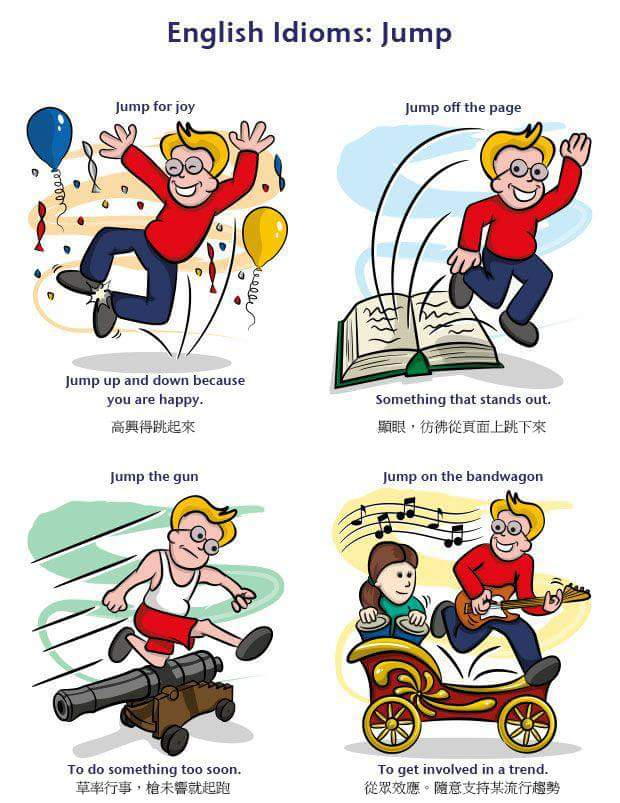 English Idioms: Jump
Jump for joy
Jump up and down because
you are happy.
高興得跳起來
Jump off the page
Something that stands out.
顯眼，彷彿從頁面上跳下來
Jump the gun
To do something too soon.
草率行事，槍未響就起跑
Jump on the bandwagon
To get involved in a trend.
從眾效應。隨意支持某流行趨勢